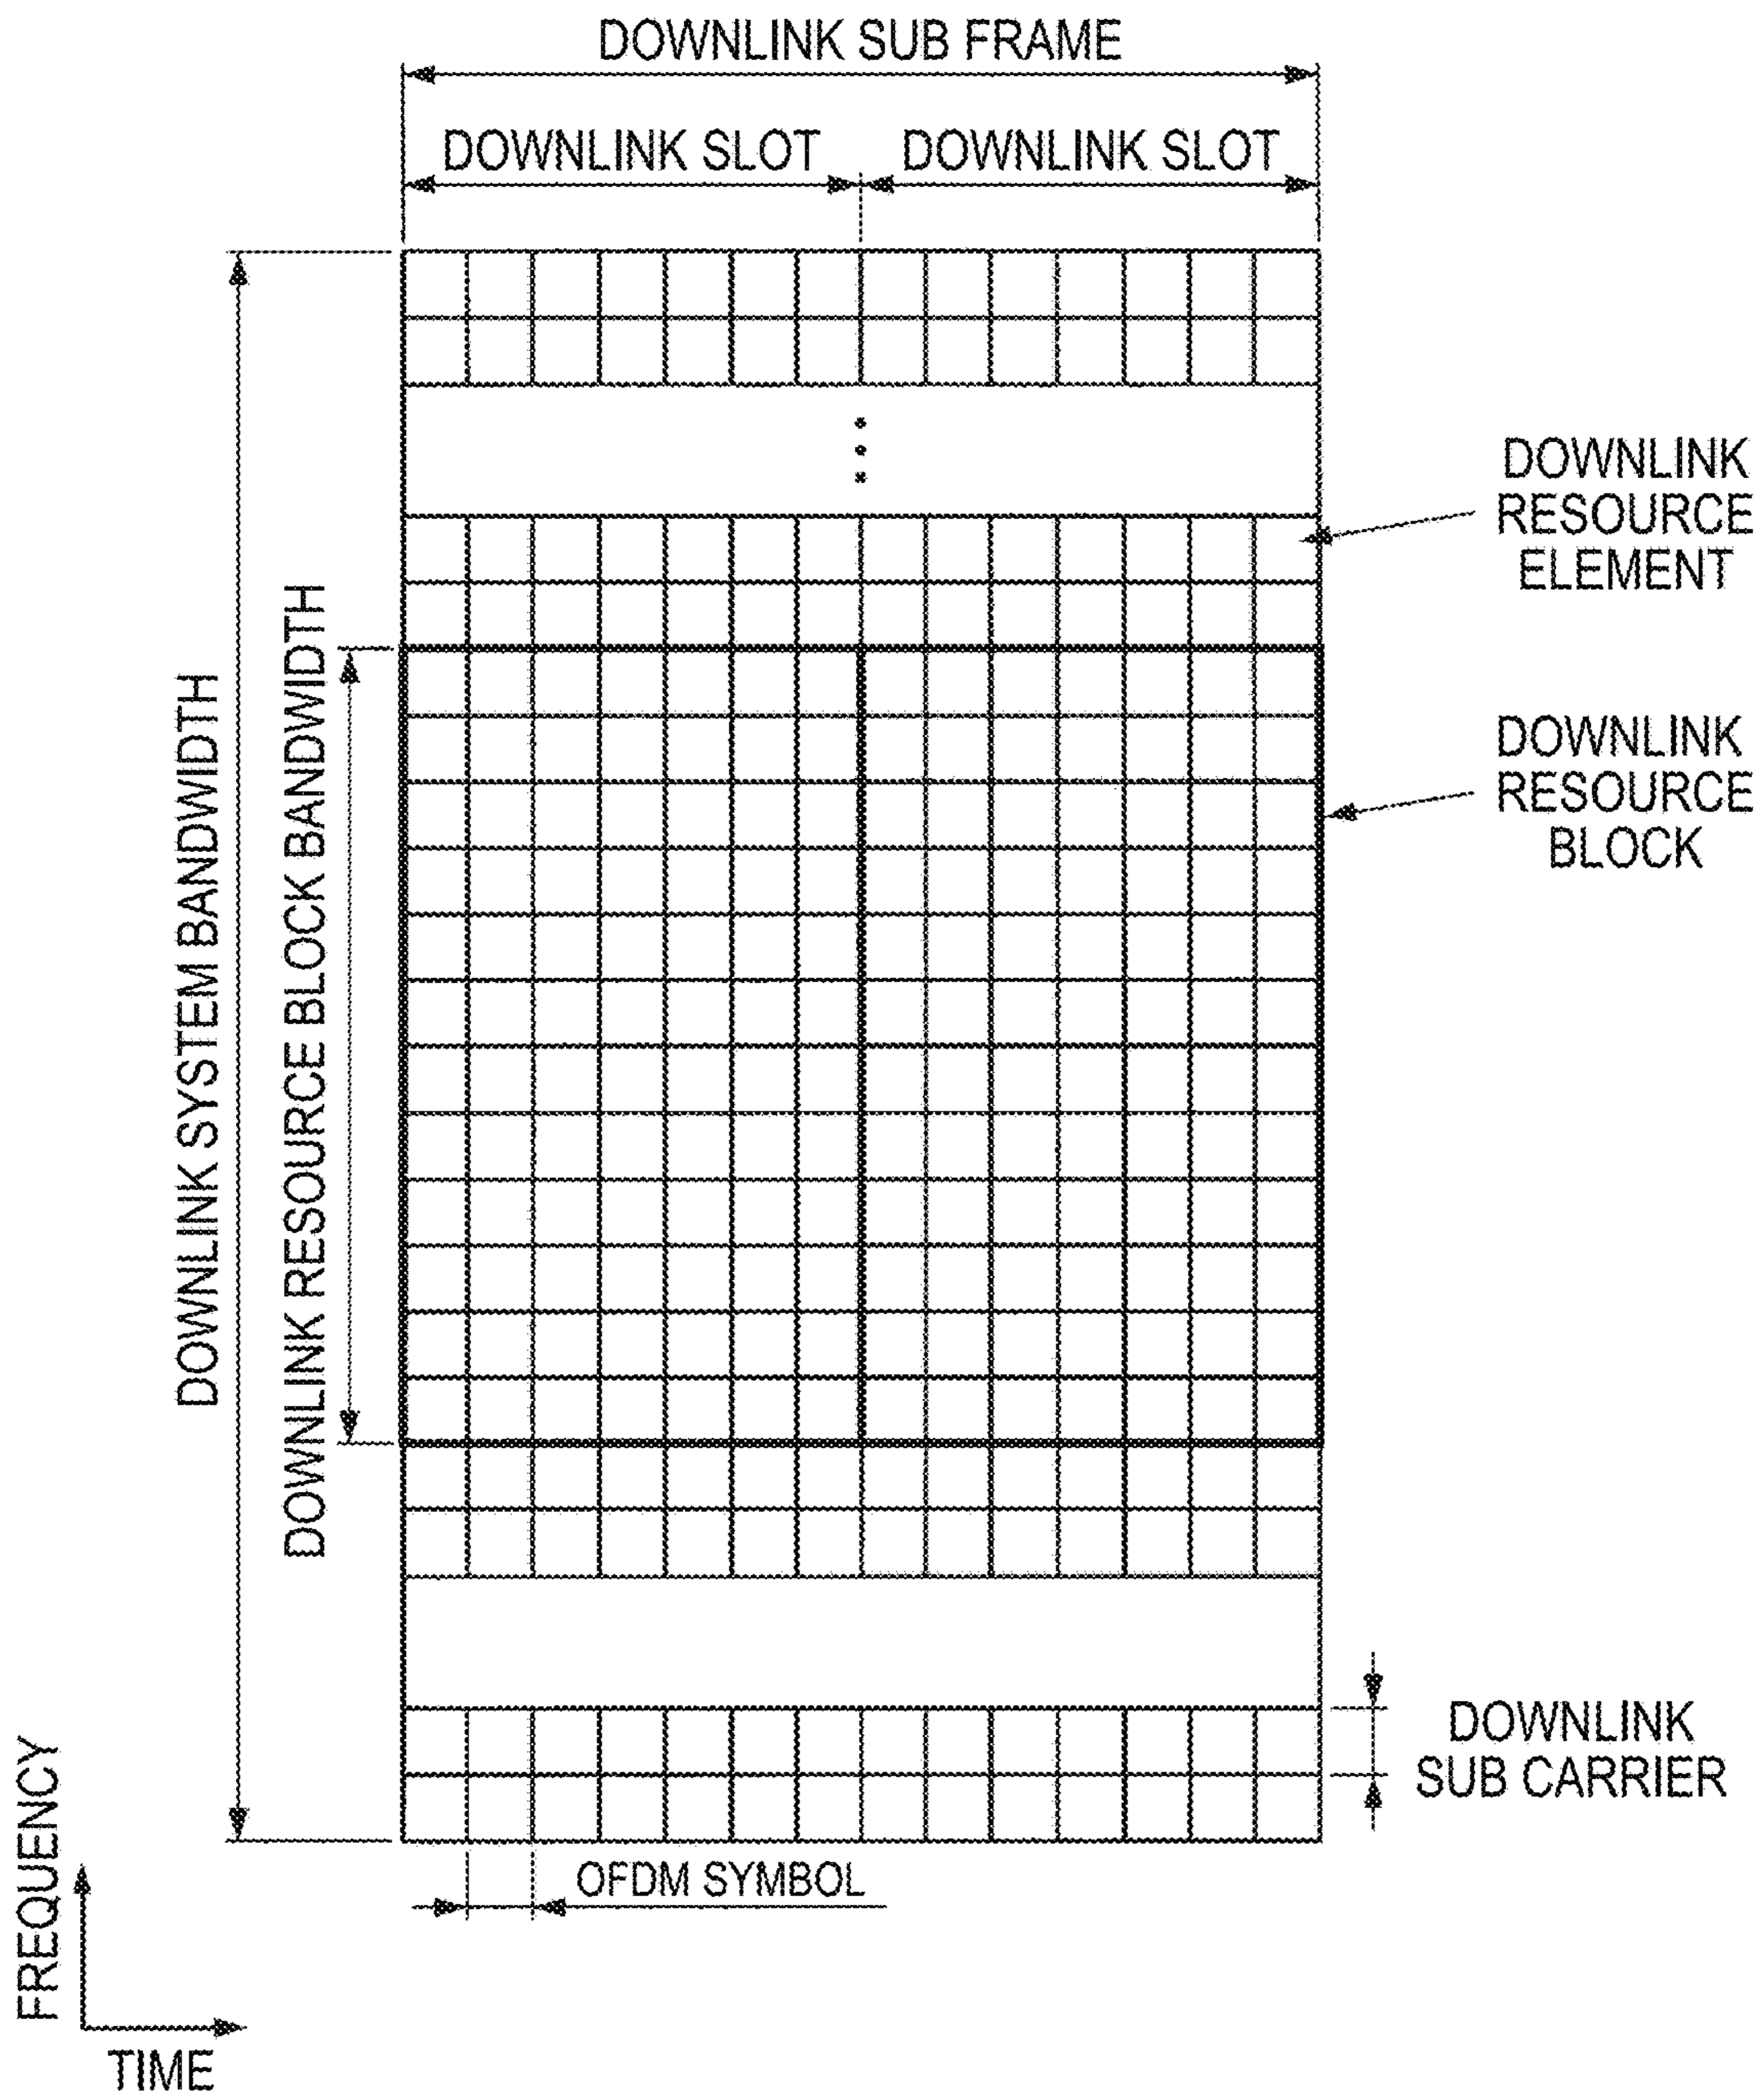 DOWNLINK SUB FRAME
DOWNLINK SLOT
DOWNLINK SLOT
DOWNLINK
RESOURCE
ELEMENT
DOWNLINK
RESOURCE
BLOCK
DOWNLINK SYSTEM BANDWIDTH
DOWNLINK RESOURCE BLOCK BANDWIDTH
DOWNLINK
SUB CARRIER
OFDM SYMBOL
FREQUENCY
TIME